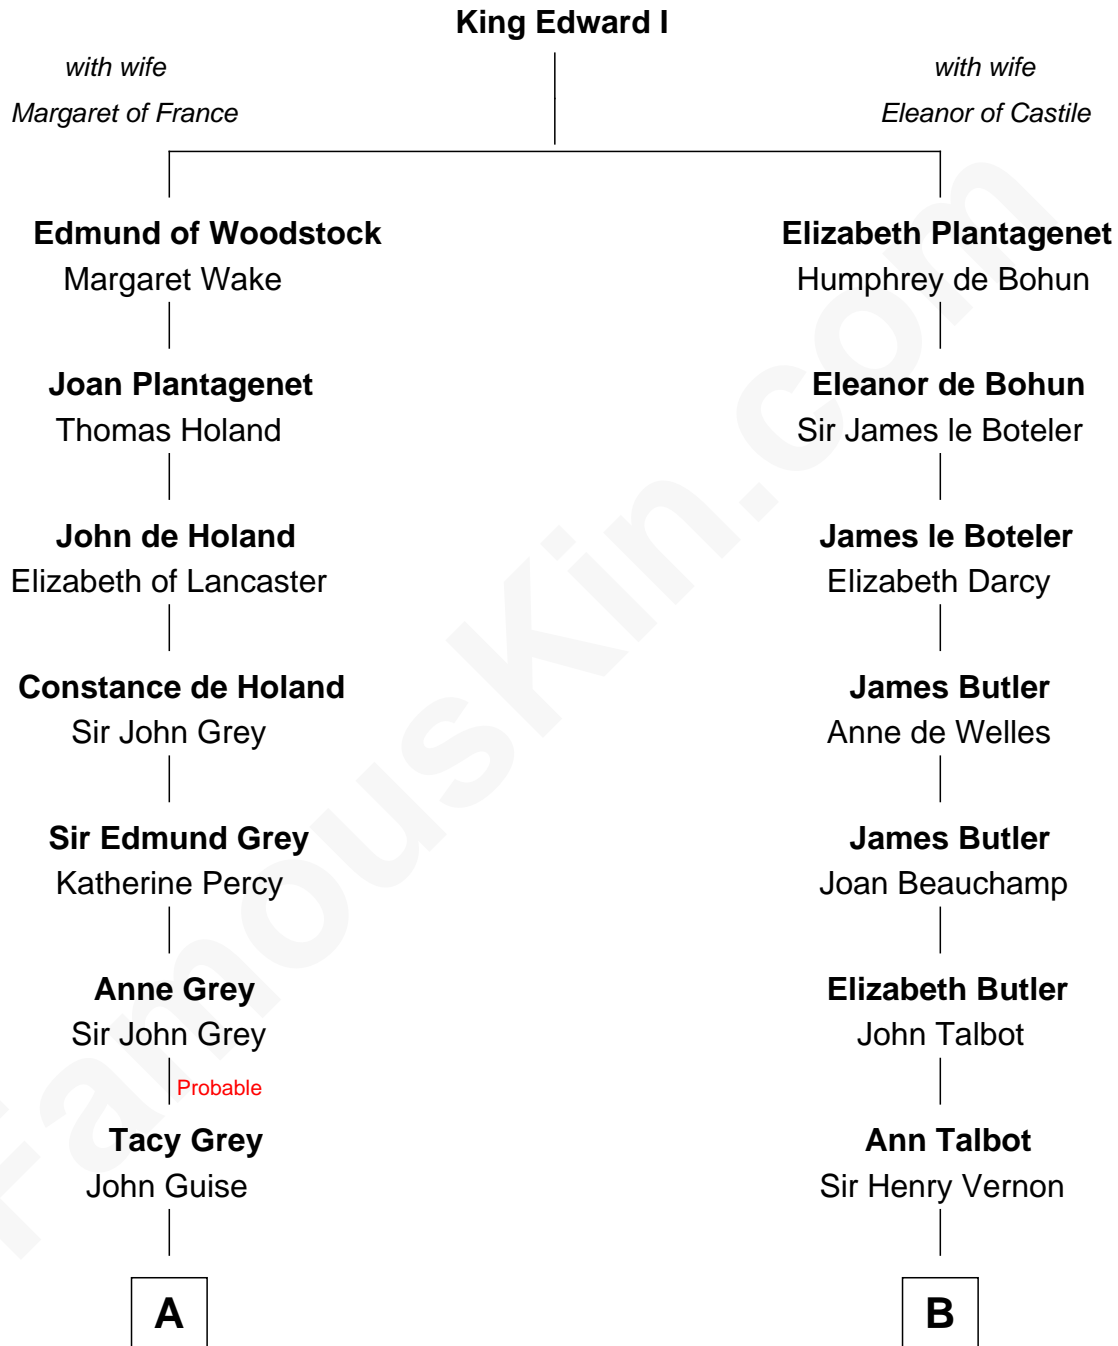 King Edward I
with wife
Margaret of France
with wife
Eleanor of Castile
Edmund of Woodstock
Margaret Wake
Elizabeth Plantagenet
Humphrey de Bohun
Joan Plantagenet
Thomas Holand
Eleanor de Bohun
Sir James le Boteler
John de Holand
Elizabeth of Lancaster
James le Boteler
Elizabeth Darcy
Constance de Holand
Sir John Grey
James Butler
Anne de Welles
Sir Edmund Grey
Katherine Percy
James Butler
Joan Beauchamp
Anne Grey
Sir John Grey
Elizabeth Butler
John Talbot
Probable
Tacy Grey
John Guise
Ann Talbot
Sir Henry Vernon
A
B
FamousKin.com